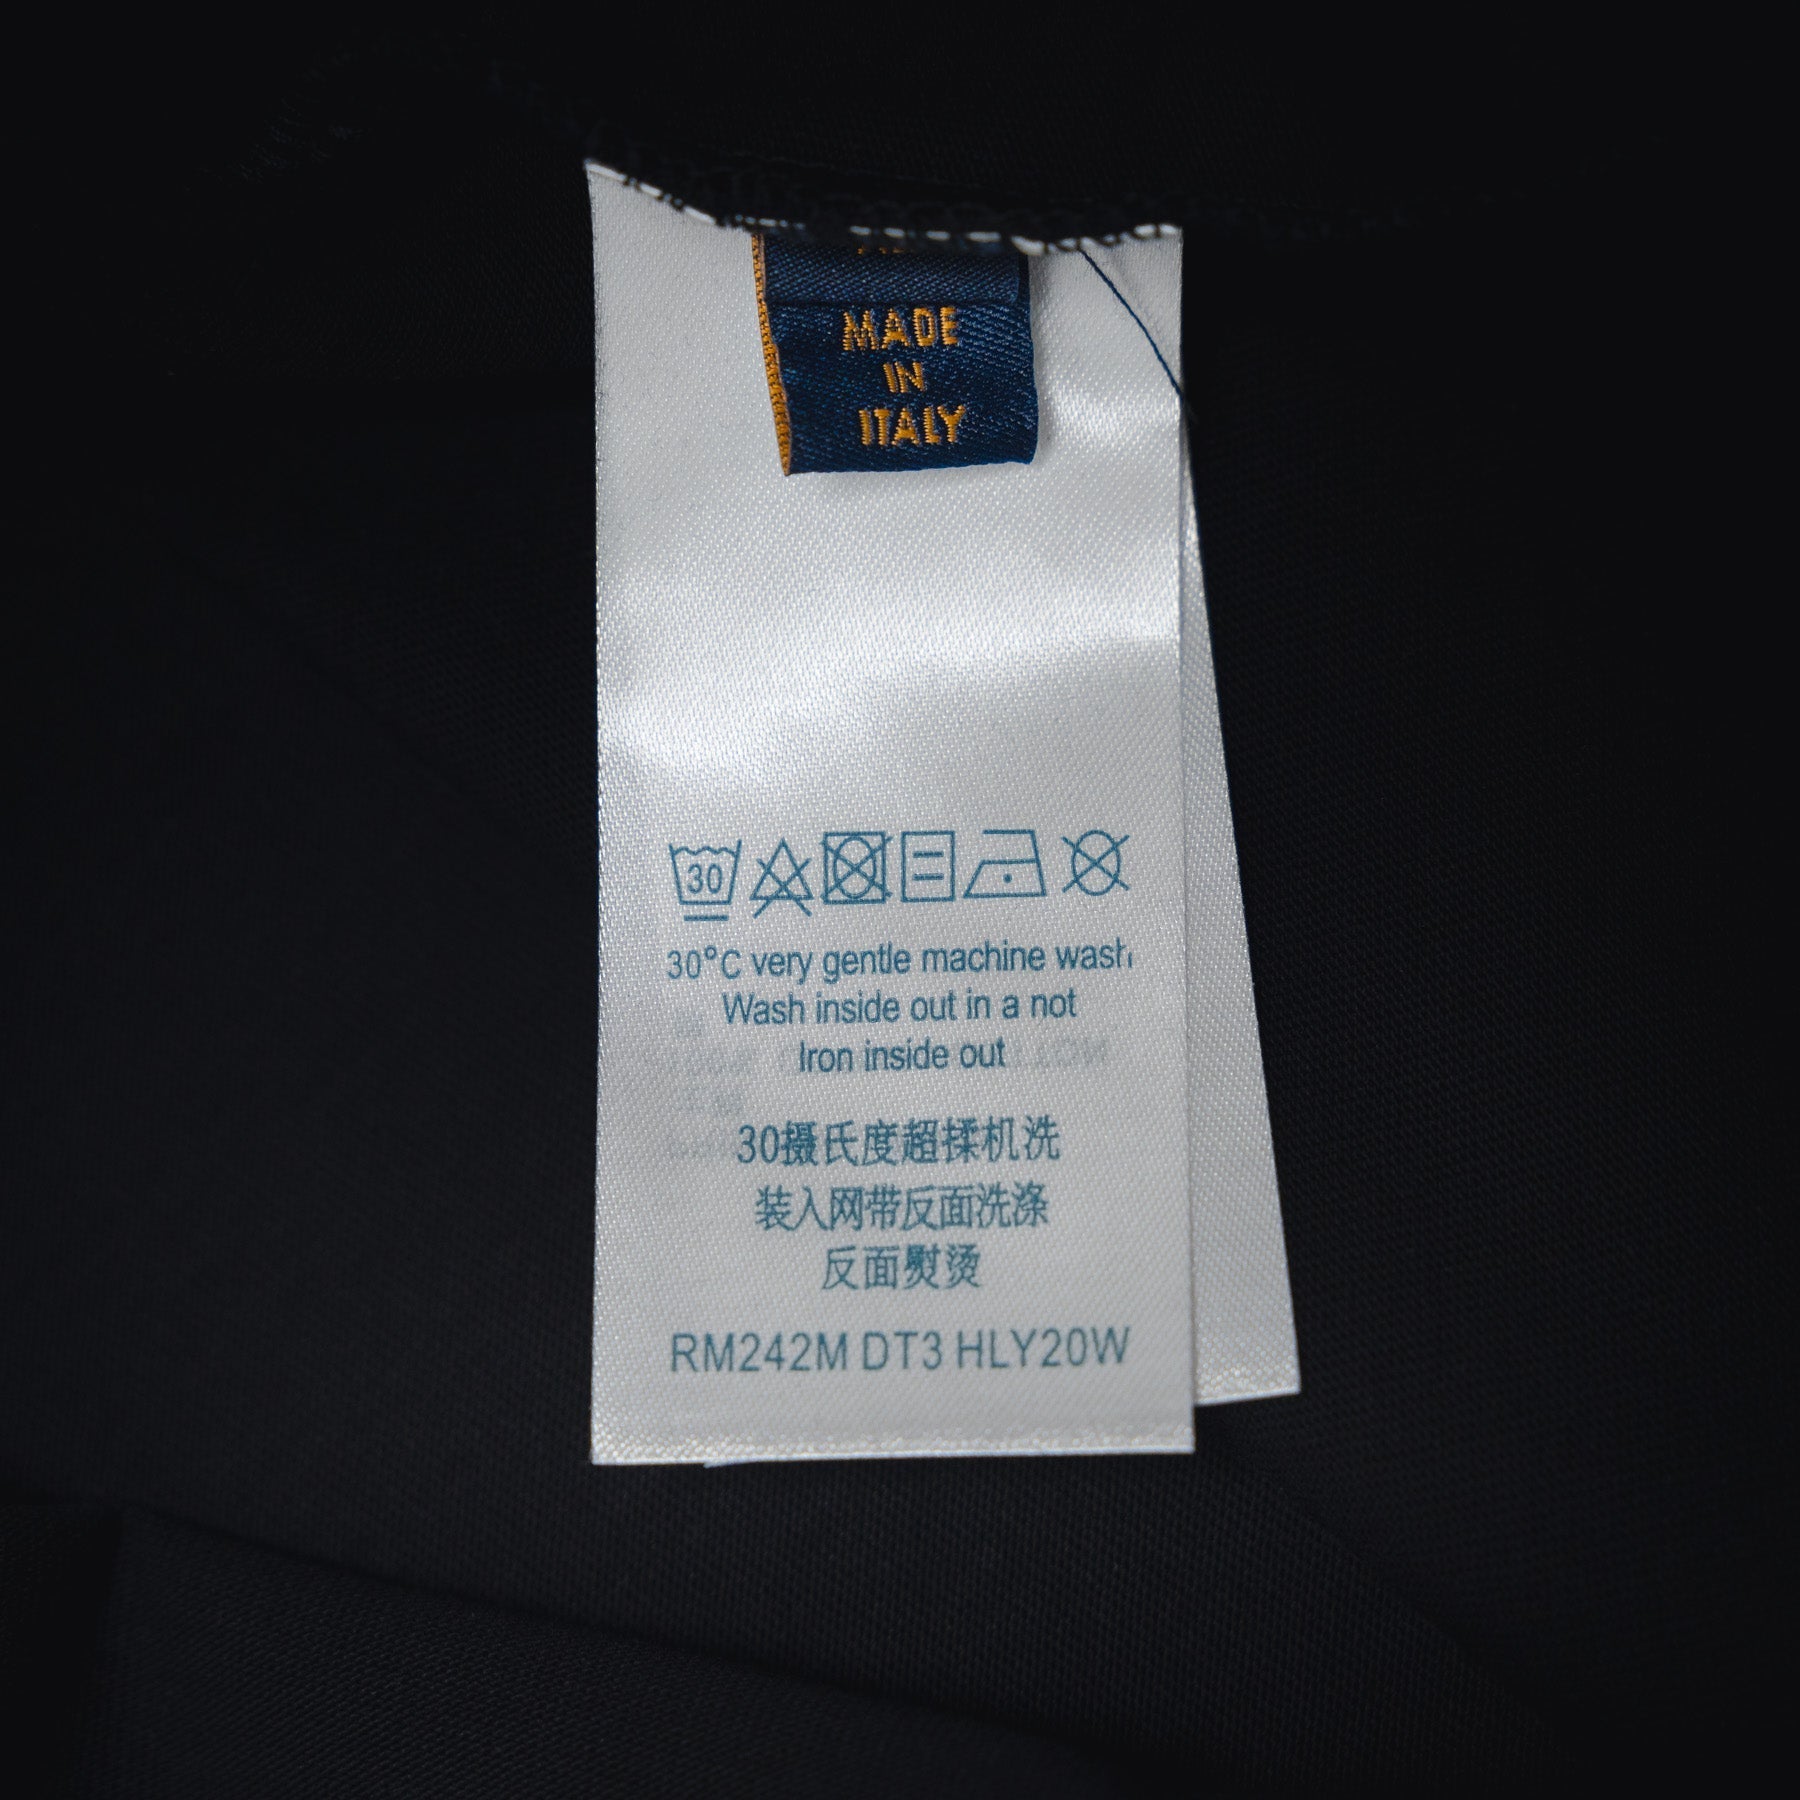 MADE
IN
ITALY
30
30°C very gentle machine wash
Wash inside out in a not
Iron inside out
30摄氏度超揉机洗
装入网带反面洗涤
反面熨烫
RM242M DT3 HLY20W